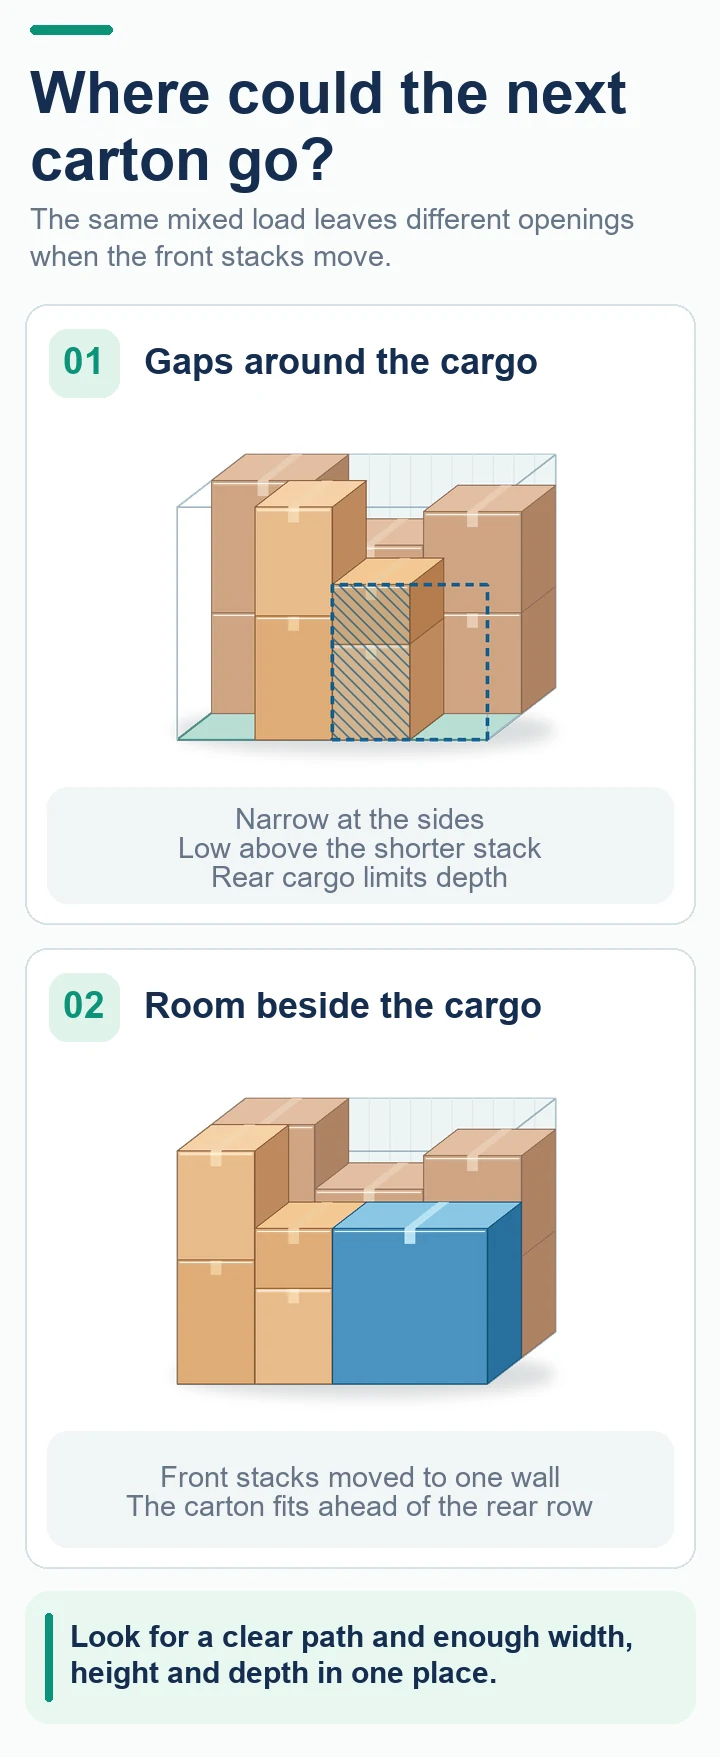 Where could the next
carton go?
The same mixed load leaves different openings
when the front stacks move.
01
Gaps around the cargo
Narrow at the sides
Low above the shorter stack
Rear cargo limits depth
02
Room beside the cargo
Front stacks moved to one wall
The carton fits ahead of the rear row
Look for a clear path and enough width,
height and depth in one place.